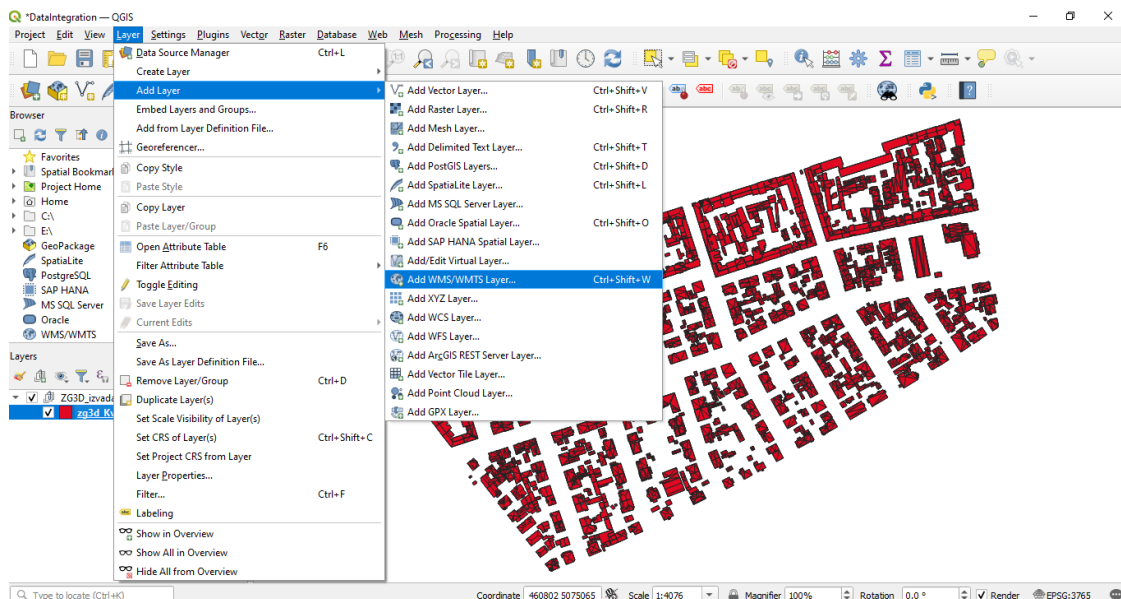 *DataIntegration — QGIS
Project Edit View Layer Settings Plugins Vector Raster Database Web Mesh Processing Help
Data Source Manager Ctrl+L
Create Layer
Add Layer
Embed Layers and Groups...
Add from Layer Definition File...
Georeferencer...
Copy Style
Paste Style
Copy Layer
Paste Layer/Group
Open Attribute Table F6
Filter Attribute Table
Toggle Editing
Save Layer Edits
Current Edits
Save As...
Save As Layer Definition File...
Remove Layer/Group Ctrl+D
Duplicate Layer(s)
Set Scale Visibility of Layer(s)
Set CRS of Layer(s) Ctrl+Shift+C
Set Project CRS from Layer
Layer Properties...
Filter... Ctrl+F
Labeling
Show in Overview
Show All in Overview
Hide All from Overview
Add Vector Layer... Ctrl+Shift+V
Add Raster Layer... Ctrl+Shift+R
Add Mesh Layer...
Add Delimited Text Layer... Ctrl+Shift+T
Add PostGIS Layers... Ctrl+Shift+D
Add SpatiaLite Layer... Ctrl+Shift+L
Add MS SQL Server Layer...
Add Oracle Spatial Layer... Ctrl+Shift+O
Add SAP HANA Spatial Layer...
Add/Edit Virtual Layer...
Add WMS/WMTS Layer... Ctrl+Shift+W
Add XYZ Layer...
Add WCS Layer...
Add WFS Layer...
Add ArcGIS REST Server Layer...
Add Vector Tile Layer...
Add Point Cloud Layer...
Add GPX Layer...
abc abc
Browser
Favorites
Spatial Bookmar
Project Home
Home
C:\
E:\
GeoPackage
SpatiaLite
PostgreSQL
SAP HANA
MS SQL Server
Oracle
WMS/WMTS
Layers
ZG3D_izvada
zg3d_Kv
Type to locate (Ctrl+K)
Coordinate 460802 5075065 Scale 1:4076 Magnifier 100% Rotation 0.0 ° Render EPSG:3765